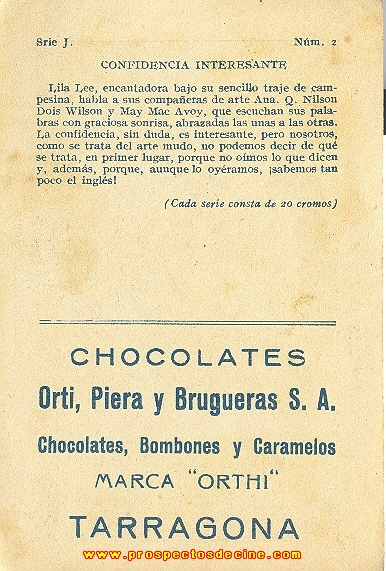 Srie J. Núm. 2
CONFIDENCIA INTERESANTE
Lila Lee, encantadora bajo su sencillo traje de cam-
pesina, habla a sus compañeras de arte Ana. Q. Nilson
Dois Wilson y May Mac Avoy, que escuchan sus pala-
bras con graciosa sonrisa, abrazadas las unas a las otras.
La confidencia, sin duda, es interesante, pero nosotros,
como se trata del arte mudo, no podemos decir de qué
se trata, en primer lugar, porque no oímos lo que dicen
y, además, porque, aunque lo oyéramos, ¡sabemos tan
poco el inglés!
(Cada serie consta de 20 cromos)
CHOCOLATES
Orti, Piera y Brugueras S. A.
Chocolates, Bombones y Caramelos
MARCA "ORTHI"
TARRAGONA
www.prospectosdecine.com